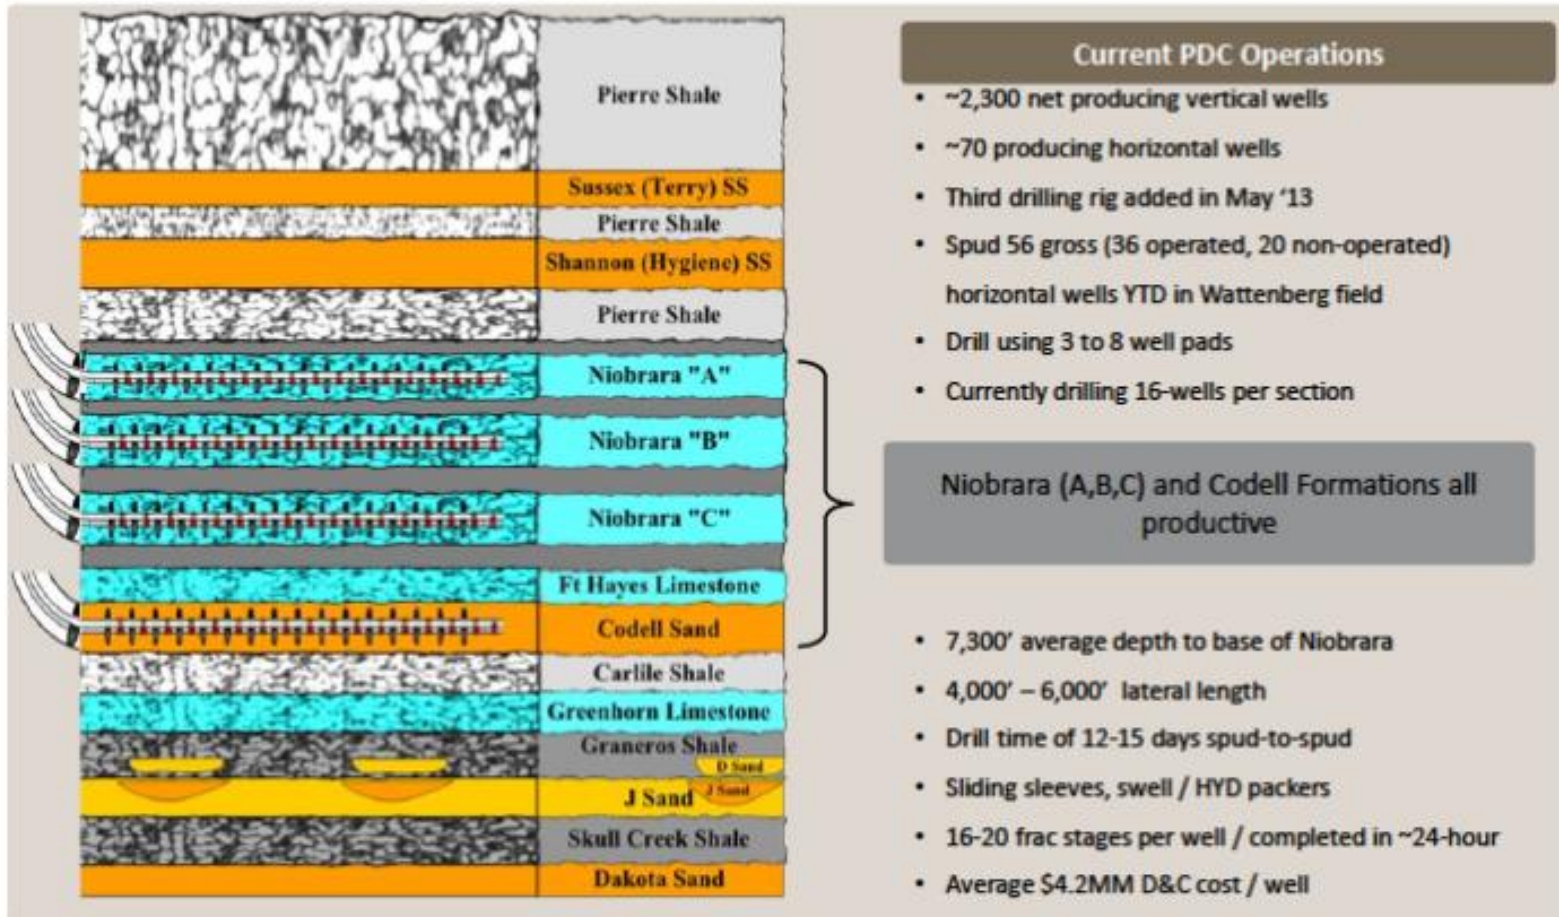 Pierre Shale
Sussex (Terry) SS
Pierre Shale
Shannon (Hygiene) SS
Pierre Shale
Niobrara "A"
Niobrara "B"
Niobrara "C"
Ft Hayes Limestone
Codell Sand
Carlile Shale
Greenhorn Limestone
Graneros Shale
D Sand
J Sand
J Sand
Skull Creek Shale
Dakota Sand
Current PDC Operations
• ~2,300 net producing vertical wells
• ~70 producing horizontal wells
• Third drilling rig added in May '13
• Spud 56 gross (36 operated, 20 non-operated)
horizontal wells YTD in Wattenberg field
• Drill using 3 to 8 well pads
• Currently drilling 16-wells per section
Niobrara (A,B,C) and Codell Formations all
productive
• 7,300' average depth to base of Niobrara
• 4,000' – 6,000' lateral length
• Drill time of 12-15 days spud-to-spud
• Sliding sleeves, swell / HYD packers
• 16-20 frac stages per well / completed in ~24-hour
• Average $4.2MM D&C cost / well